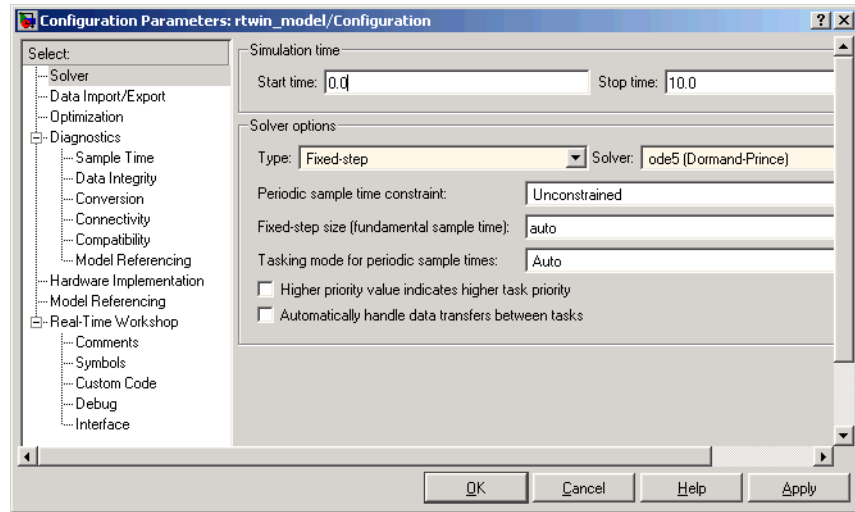 Configuration Parameters: rtwin_model/Configuration
Select:
Solver
Data Import/Export
Optimization
Diagnostics
Sample Time
Data Integrity
Conversion
Connectivity
Compatibility
Model Referencing
Hardware Implementation
Model Referencing
Real-Time Workshop
Comments
Symbols
Custom Code
Debug
Interface
Simulation time
Start time: 0.0 Stop time: 10.0
Solver options
Type: Fixed-step Solver: ode5 (Dormand-Prince)
Periodic sample time constraint: Unconstrained
Fixed-step size (fundamental sample time): auto
Tasking mode for periodic sample times: Auto
Higher priority value indicates higher task priority
Automatically handle data transfers between tasks
OK Cancel Help Apply